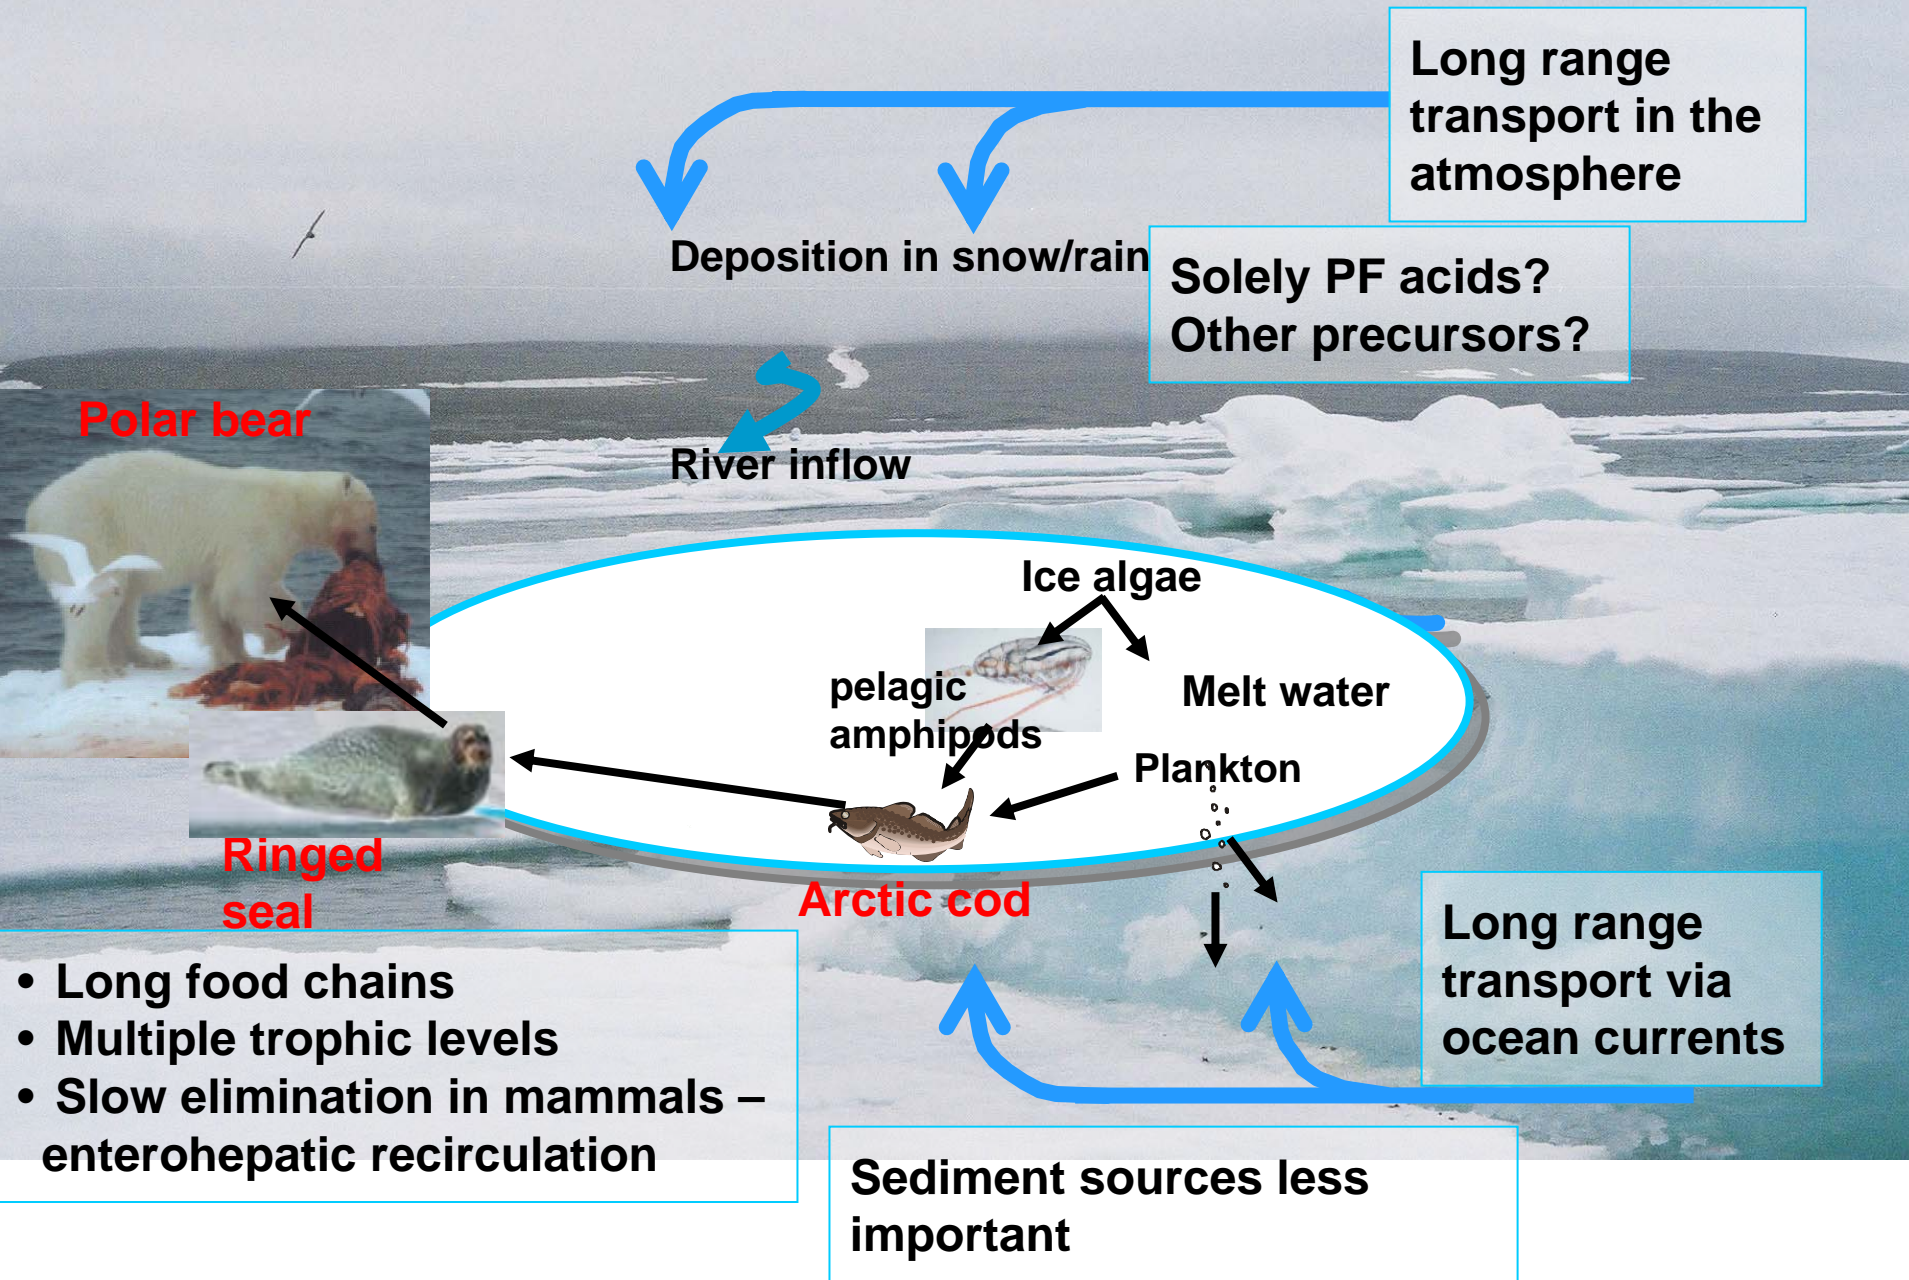 Long range
transport in the
atmosphere
Deposition in snow/rain
Solely PF acids?
Other precursors?
Polar bear
River inflow
Ice algae
pelagic
amphipods
Melt water
Plankton
Ringed
seal
Arctic cod
Long range
transport via
ocean currents
• Long food chains
• Multiple trophic levels
• Slow elimination in mammals –
enterohepatic recirculation
Sediment sources less
important